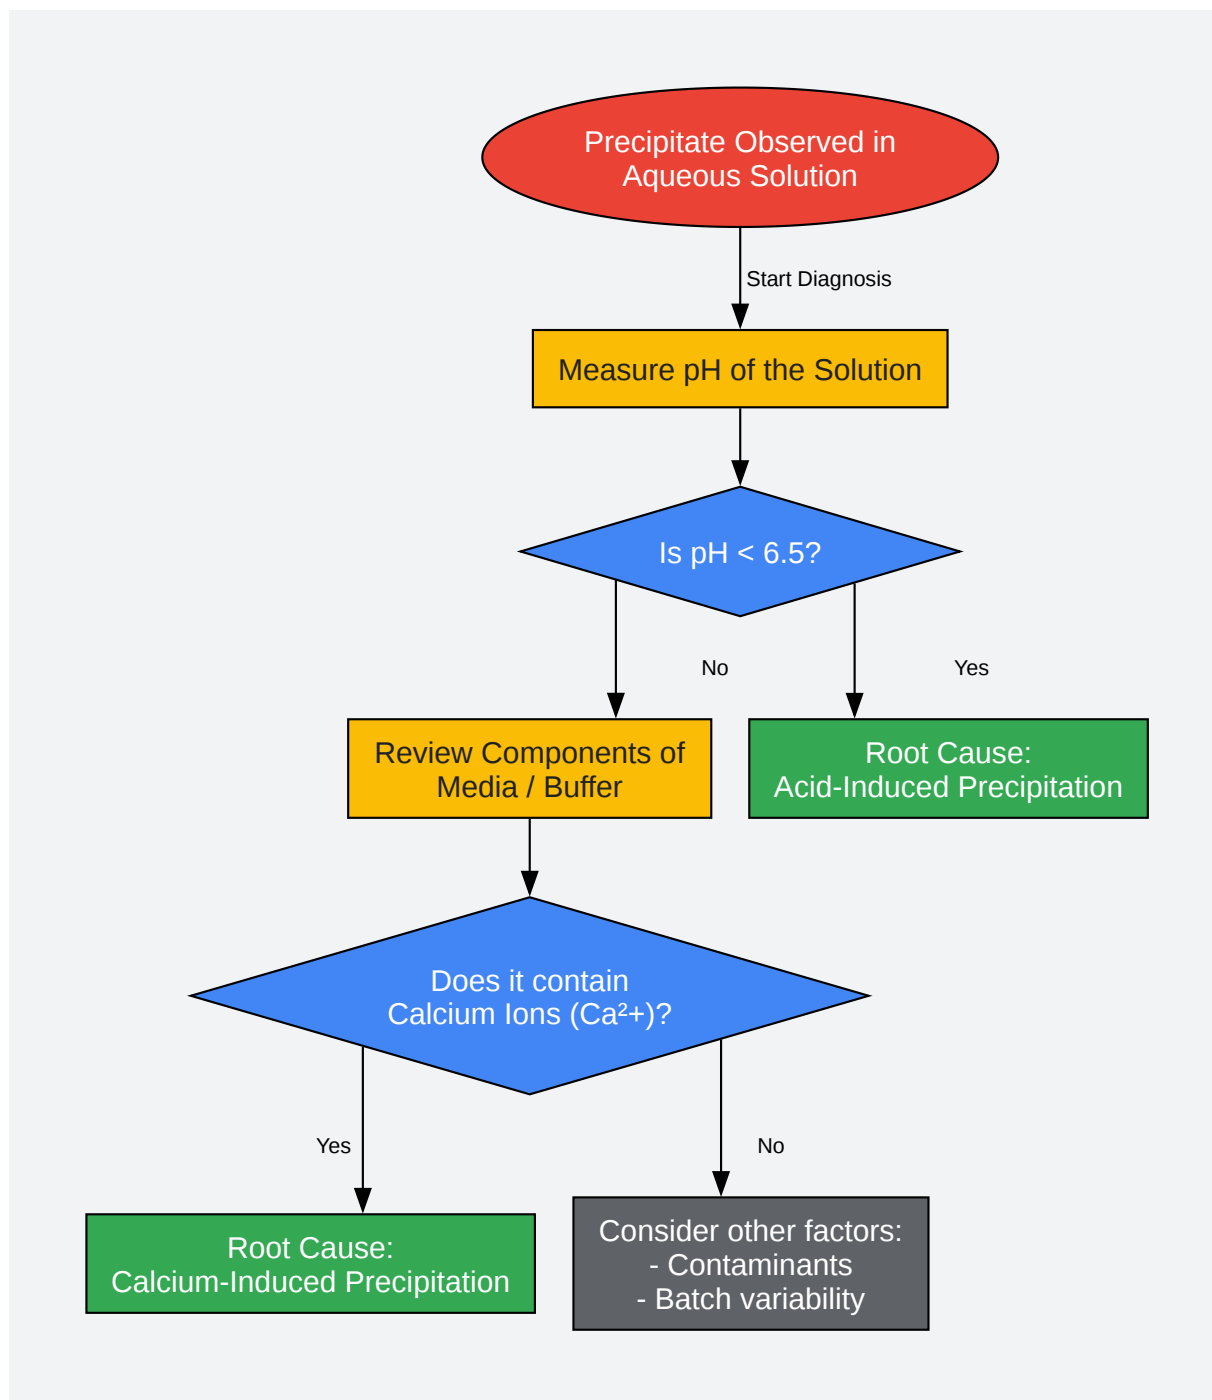 Precipitate Observed in
Aqueous Solution
Start Diagnosis
Measure pH of the Solution
Is pH < 6.5?
No
Yes
Review Components of
Media / Buffer
Root Cause:
Acid-Induced Precipitation
Does it contain
Calcium Ions (Ca²+)?
Yes
No
Root Cause:
Calcium-Induced Precipitation
Consider other factors:
- Contaminants
- Batch variability